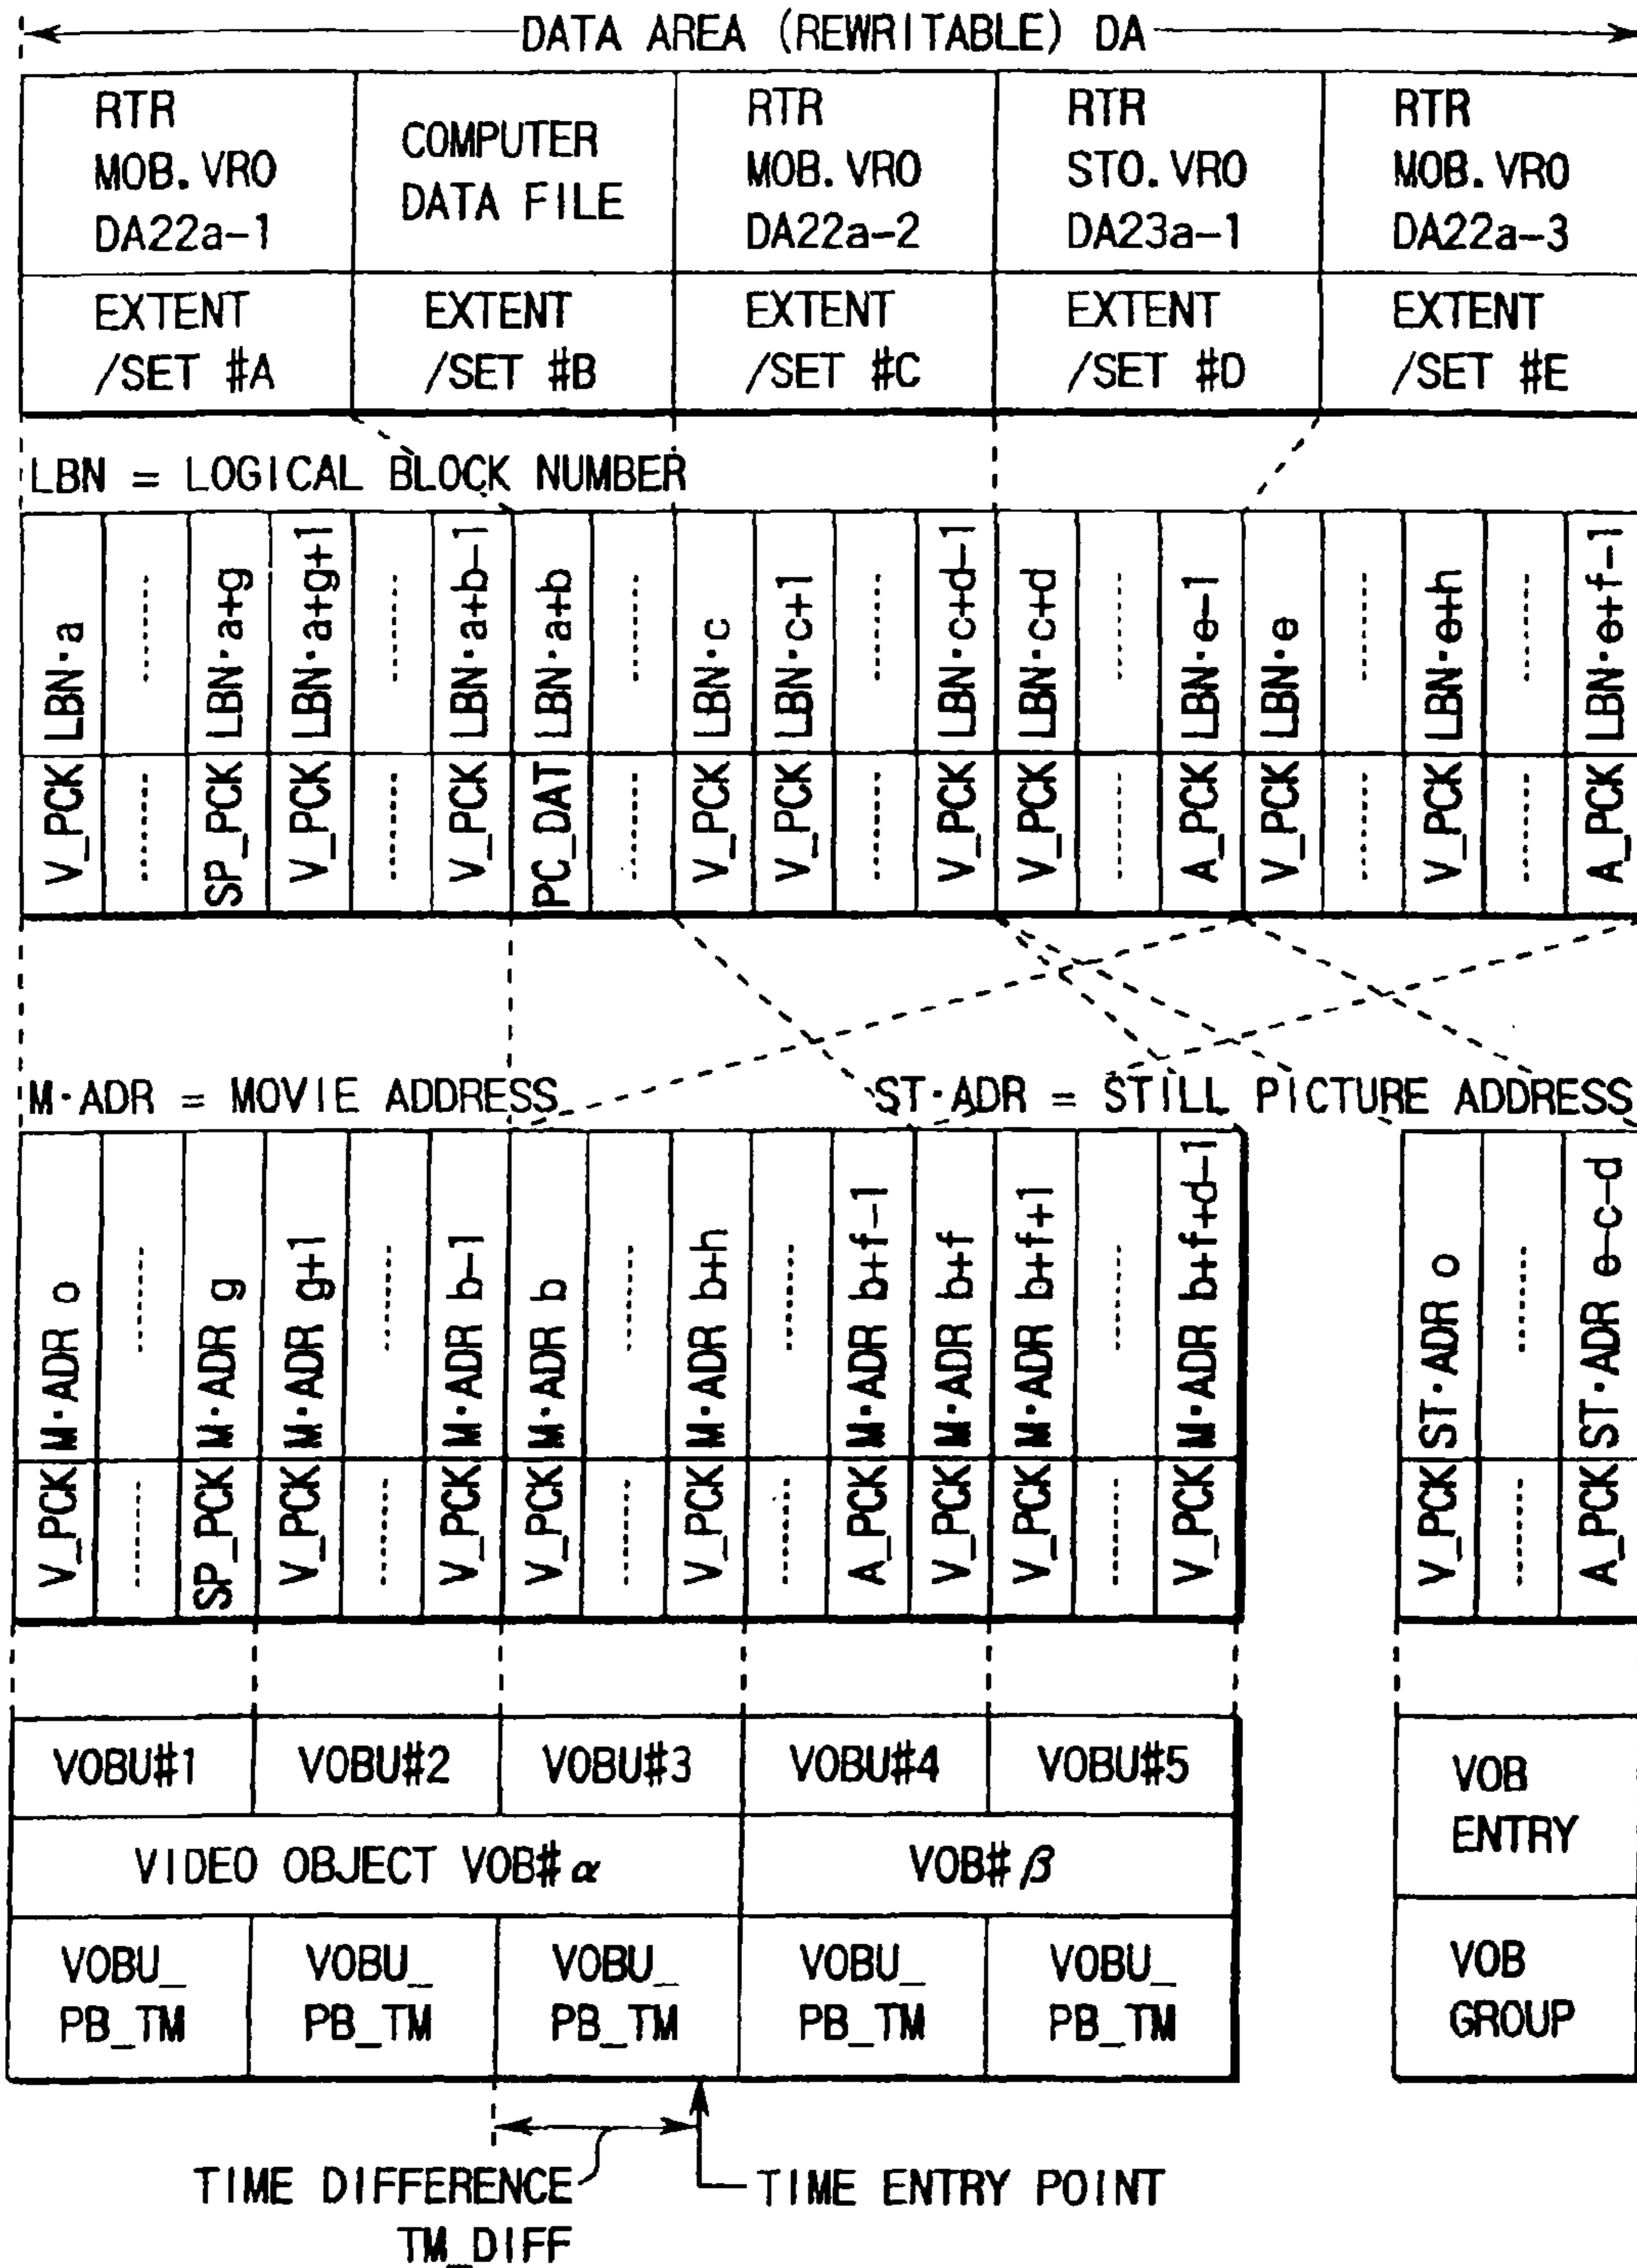 DATA AREA (REWRITABLE) DA
RTR
MOB.VRO
DA22a-1
COMPUTER
DATA FILE
RTR
MOB.VRO
DA22a-2
RTR
STO.VRO
DA23a-1
RTR
MOB.VRO
DA22a-3
EXTENT
/SET #A
EXTENT
/SET #B
EXTENT
/SET #C
EXTENT
/SET #D
EXTENT
/SET #E
LBN = LOGICAL BLOCK NUMBER
V_PCK LBN·a
SP_PCK LBN·a+g
V_PCK LBN·a+g+1
V_PCK LBN·a+b-1
PC_DAT LBN·a+b
V_PCK LBN·c
V_PCK LBN·c+1
V_PCK LBN·c+d-1
V_PCK LBN·c+d
A_PCK LBN·e-1
V_PCK LBN·e
V_PCK LBN·e+h
A_PCK LBN·e+f-1
M·ADR = MOVIE ADDRESS
ST·ADR = STILL PICTURE ADDRESS
V_PCK M·ADR o
SP_PCK M·ADR g
V_PCK M·ADR g+1
V_PCK M·ADR b-1
V_PCK M·ADR b
V_PCK M·ADR b+h
A_PCK M·ADR b+f-1
V_PCK M·ADR b+f
V_PCK M·ADR b+f+1
V_PCK M·ADR b+f+d-1
V_PCK ST·ADR o
A_PCK ST·ADR e-c-d
VOBU#1
VOBU#2
VOBU#3
VOBU#4
VOBU#5
VIDEO OBJECT VOB#α
VOB#β
VOB
ENTRY
VOBU_
PB_TM
VOBU_
PB_TM
VOBU_
PB_TM
VOBU_
PB_TM
VOBU_
PB_TM
VOB
GROUP
TIME DIFFERENCE
TM_DIFF
TIME ENTRY POINT